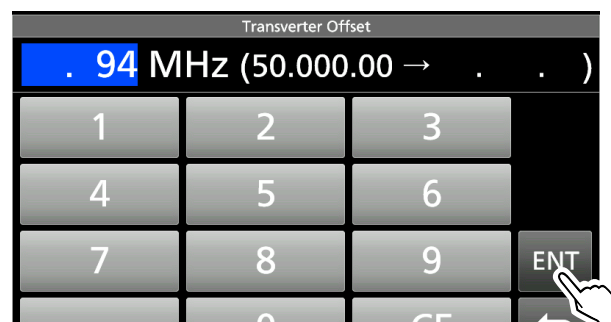 Transverter Offset
. 94 MHz (50.000.00 → . . )
1 2 3
4 5 6
7 8 9 ENT